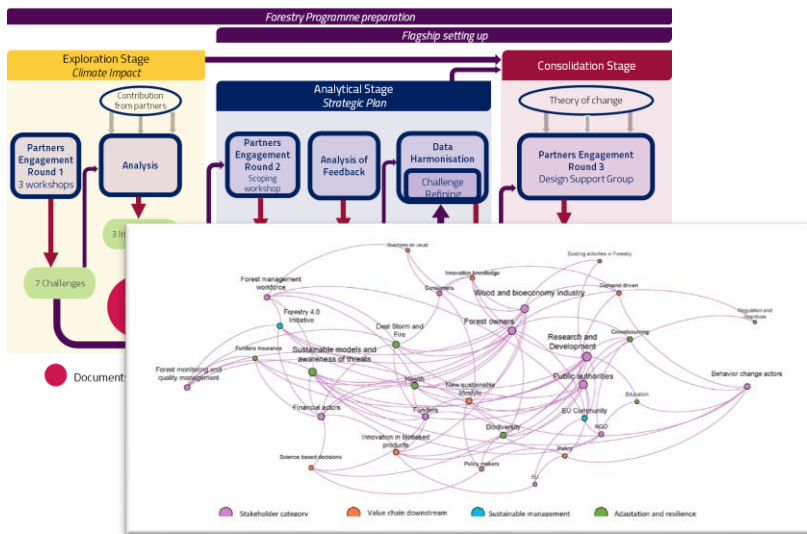 Forestry Programme preparation
Flagship setting up
Exploration Stage
Climate Impact
Contribution
from partners
Partners
Engagement
Round 1
3 workshops
Analysis
7 Challenges
Analytical Stage
Strategic Plan
Partners
Engagement
Round 2
Scoping
workshop
Analysis of
Feedback
Data
Harmonisation
Challenge
Refining
Consolidation Stage
Theory of change
Partners Engagement
Round 3
Design Support Group
Business as usual
Existing activities in Forestry
Forest management
workforce
Consumers
Innovation knowledge
Wood and bioeconomy industry
Demand driven
Forestry 4.0
Initiative
Deal Storm and
Fire
Forest owners
Regulation and
incentives
Crowdsourcing
Research and
Development
Funders insurance
Sustainable models and
awareness of threats
Forest monitoring and
quality management
Health
New sustainable
lifestyle
Public authorities
Behavior change actors
Education
Financial actors
Funders
EU Community
NGO
Biodiversity
Innovation in biobased
products
Science based decisions
Policy makers
Policy
EU
Stakeholder category
Value chain downstream
Sustainable management
Adaptation and resilience